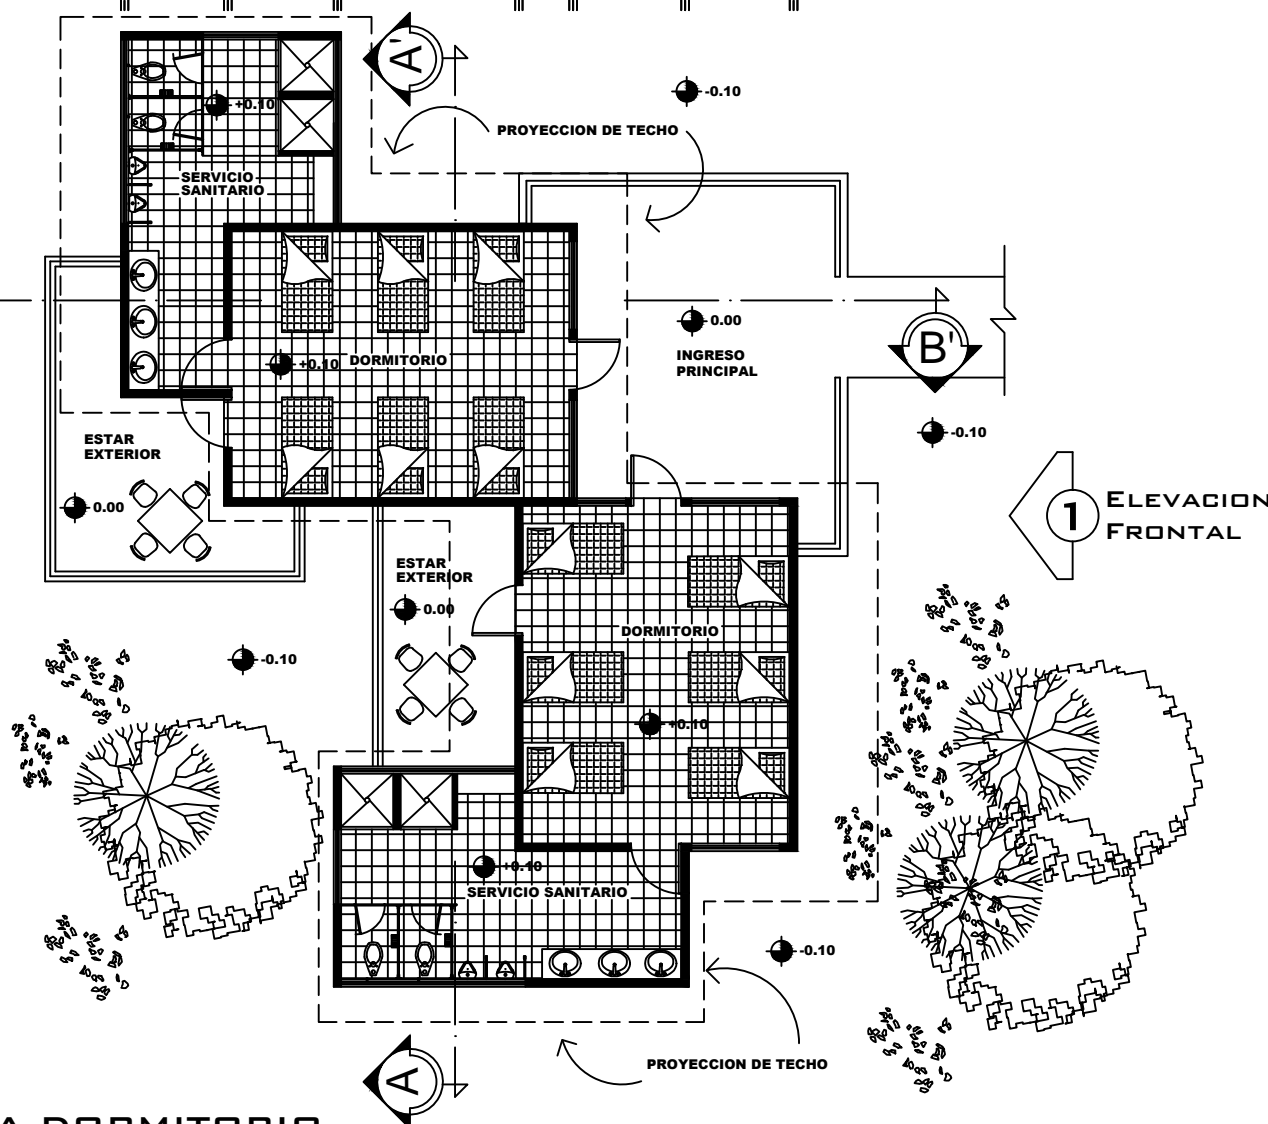 A'
-0.10
+0.10
PROYECCION DE TECHO
SERVICIO
SANITARIO
0.00
B'
INGRESO
PRINCIPAL
+0.10
DORMITORIO
-0.10
ESTAR
EXTERIOR
0.00
1
ELEVACION
FRONTAL
ESTAR
EXTERIOR
0.00
DORMITORIO
-0.10
+0.10
+0.10
SERVICIO SANITARIO
-0.10
PROYECCION DE TECHO
A
A DORMITORIO